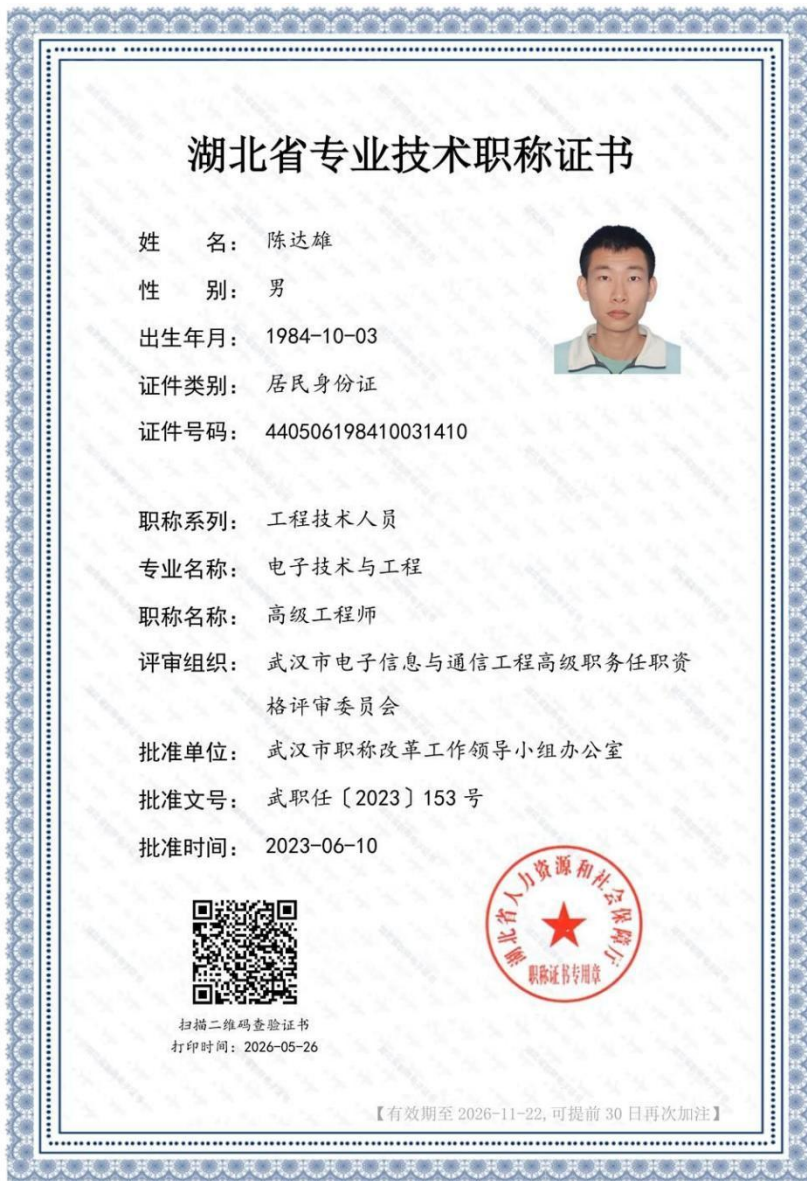 湖北省专业技术职称证书
姓 名： 陈达雄
性 别： 男
出生年月： 1984-10-03
证件类别： 居民身份证
证件号码： 440506198410031410
职称系列： 工程技术人员
专业名称： 电子技术与工程
职称名称： 高级工程师
评审组织： 武汉市电子信息与通信工程高级职务任职资
格评审委员会
批准单位： 武汉市职称改革工作领导小组办公室
批准文号： 武职任〔2023〕153 号
批准时间： 2023-06-10
湖北省人力资源和社会保障厅
职称证书专用章
扫描二维码查验证书
打印时间：2026-05-26
【有效期至 2026-11-22,可提前 30 日再次加注】